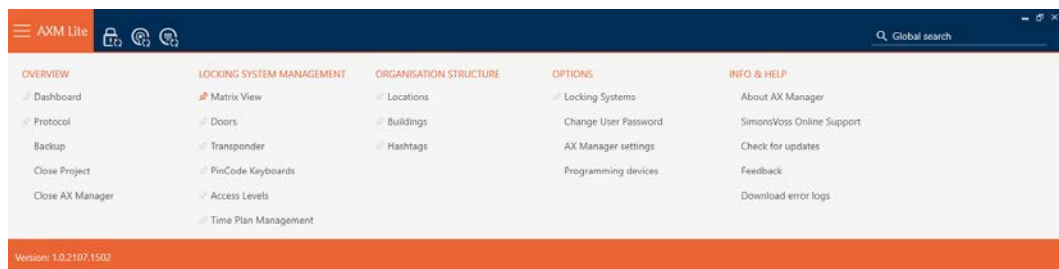 AXM Lite
Global search
OVERVIEW
Dashboard
Protocol
Backup
Close Project
Close AX Manager
LOCKING SYSTEM MANAGEMENT
Matrix View
Doors
Transponder
PinCode Keyboards
Access Levels
Time Plan Management
ORGANISATION STRUCTURE
Locations
Buildings
Hashtags
OPTIONS
Locking Systems
Change User Password
AX Manager settings
Programming devices
INFO & HELP
About AX Manager
SimonsVoss Online Support
Check for updates
Feedback
Download error logs
Version: 1.0.2107.1502